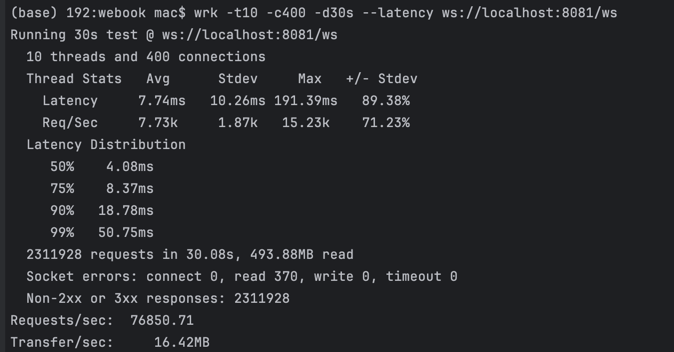 (base) 192:webook mac$ wrk -t10 -c400 -d30s --latency ws://localhost:8081/ws
Running 30s test @ ws://localhost:8081/ws
  10 threads and 400 connections
  Thread Stats   Avg      Stdev     Max   +/- Stdev
    Latency     7.74ms   10.26ms 191.39ms   89.38%
    Req/Sec     7.73k     1.87k   15.23k    71.23%
  Latency Distribution
     50%    4.08ms
     75%    8.37ms
     90%   18.78ms
     99%   50.75ms
  2311928 requests in 30.08s, 493.88MB read
  Socket errors: connect 0, read 370, write 0, timeout 0
  Non-2xx or 3xx responses: 2311928
Requests/sec:  76850.71
Transfer/sec:     16.42MB